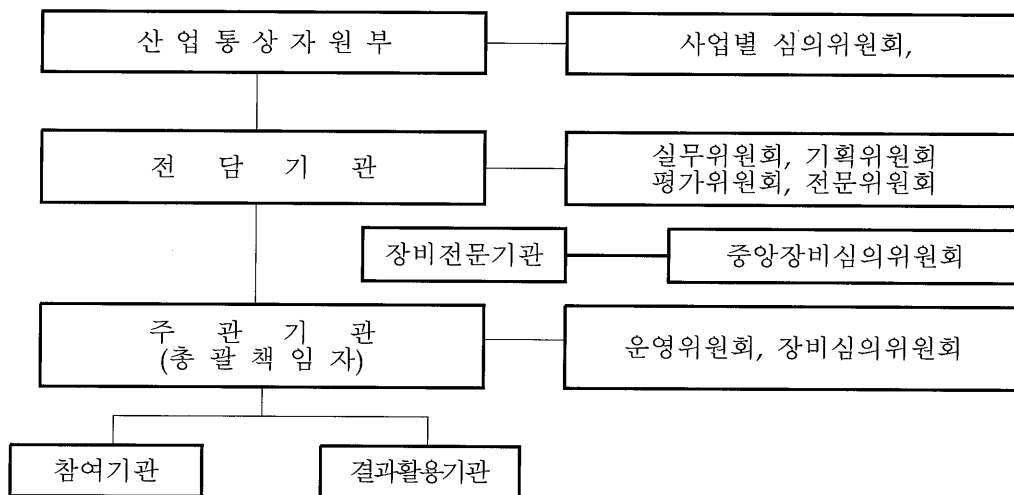 산 업 통 상 자 원 부
사업별 심의위원회,
전 담 기 관
실무위원회, 기획위원회
평가위원회, 전문위원회
장비전문기관
중앙장비심의위원회
주 관 기 관
(총 괄 책 임 자)
운영위원회, 장비심의위원회
참여기관
결과활용기관